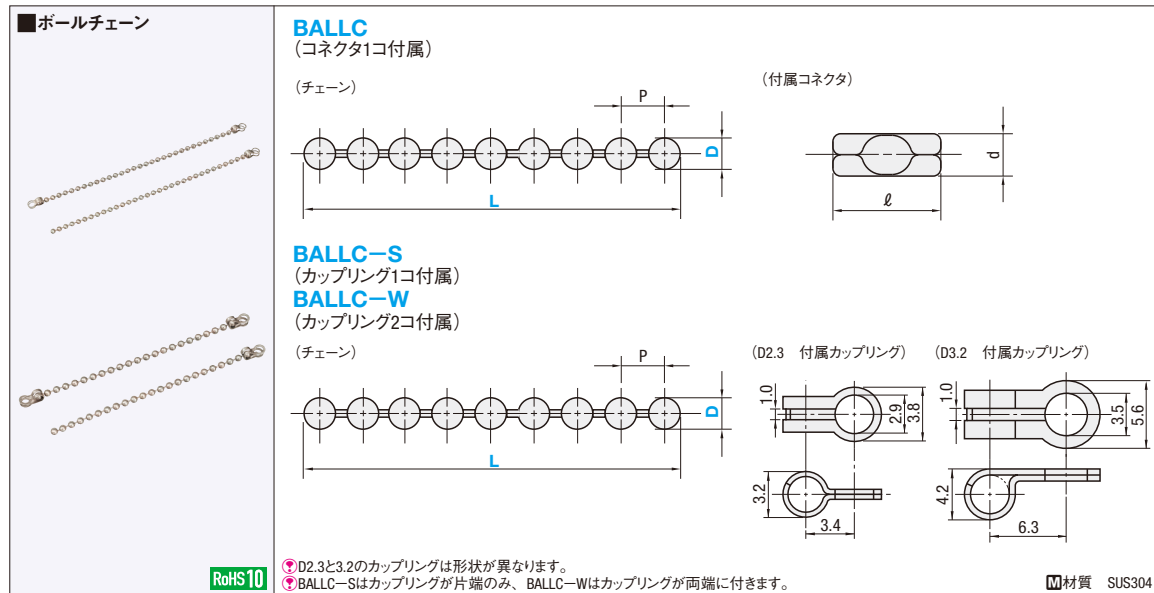 ■ボールチェーン
BALLC
(コネクタ1コ付属)
(チェーン)
P
D
L
(付属コネクタ)
d
ℓ
BALLC−S
(カップリング1コ付属)
BALLC−W
(カップリング2コ付属)
(チェーン)
P
D
L
(D2.3 付属カップリング)
1.0
2.9
3.8
3.2
3.4
(D3.2 付属カップリング)
1.0
3.5
5.6
4.2
6.3
D2.3と3.2のカップリングは形状が異なります。
BALLC−Sはカップリングが片端のみ、BALLC−Wはカップリングが両端に付きます。
RoHS10
M材質 SUS304